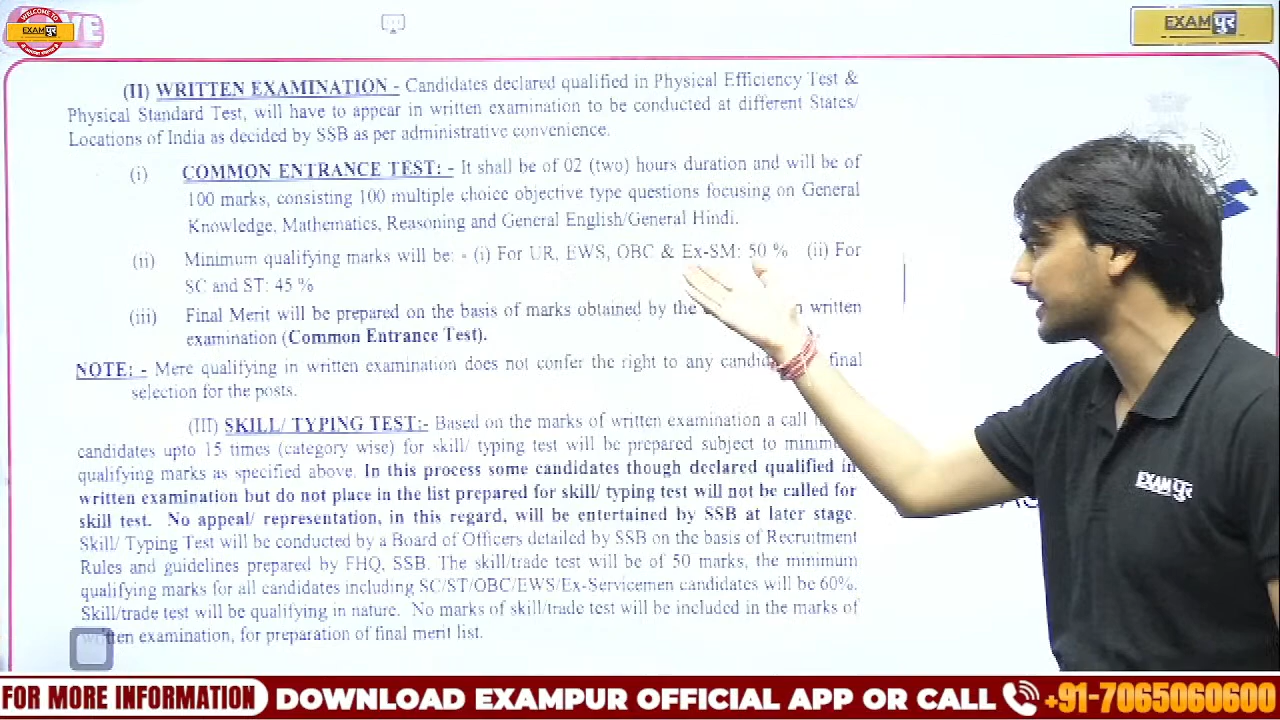 WELCOME TO
EXAM पुर
LIVE
EXAM पुर
(II) WRITTEN EXAMINATION - Candidates declared qualified in Physical Efficiency Test &
Physical Standard Test, will have to appear in written examination to be conducted at different States/
Locations of India as decided by SSB as per administrative convenience.
(i) COMMON ENTRANCE TEST: - It shall be of 02 (two) hours duration and will be of
100 marks, consisting 100 multiple choice objective type questions focusing on General
Knowledge, Mathematics, Reasoning and General English/General Hindi.
(ii) Minimum qualifying marks will be: - (i) For UR, EWS, OBC & Ex-SM: 50 % (ii) For
SC and ST: 45 %
(iii) Final Merit will be prepared on the basis of marks obtained by the written
examination (Common Entrance Test).
NOTE: - Mere qualifying in written examination does not confer the right to any final
selection for the posts.
(III) SKILL/ TYPING TEST:- Based on the marks of written examination a call
candidates upto 15 times (category wise) for skill/ typing test will be prepared subject to
qualifying marks as specified above. In this process some candidates though declared qualified in
written examination but do not place in the list prepared for skill/ typing test will not be called for
skill test. No appeal/ representation, in this regard, will be entertained by SSB at later stage.
Skill/ Typing Test will be conducted by a Board of Officers detailed by SSB on the basis of Recruitment
Rules and guidelines prepared by FHQ, SSB. The skill/trade test will be of 50 marks, the minimum
qualifying marks for all candidates including SC/ST/OBC/EWS/Ex-Servicemen candidates will be 60%.
Skill/trade test will be qualifying in nature. No marks of skill/trade test will be included in the marks of
written examination, for preparation of final merit list.
EXAM पुर
FOR MORE INFORMATION DOWNLOAD EXAMPUR OFFICIAL APP OR CALL +91-7065060600